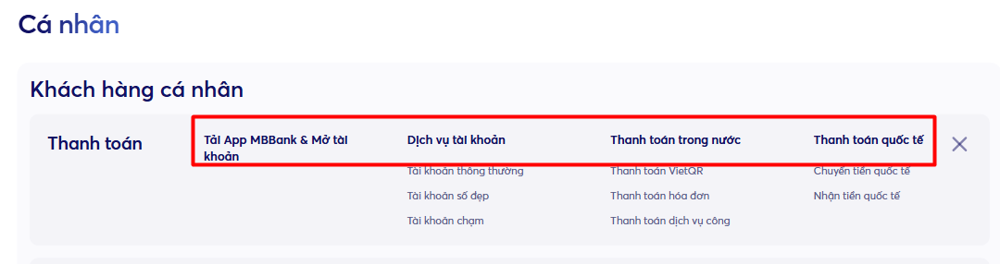 Cá nhân
Khách hàng cá nhân
Thanh toán
Tải App MBBank & Mở tài
khoản
Dịch vụ tài khoản
Tài khoản thông thường
Tài khoản số đẹp
Tài khoản chạm
Thanh toán trong nước
Thanh toán VietQR
Thanh toán hóa đơn
Thanh toán dịch vụ công
Thanh toán quốc tế
Chuyển tiền quốc tế
Nhận tiền quốc tế